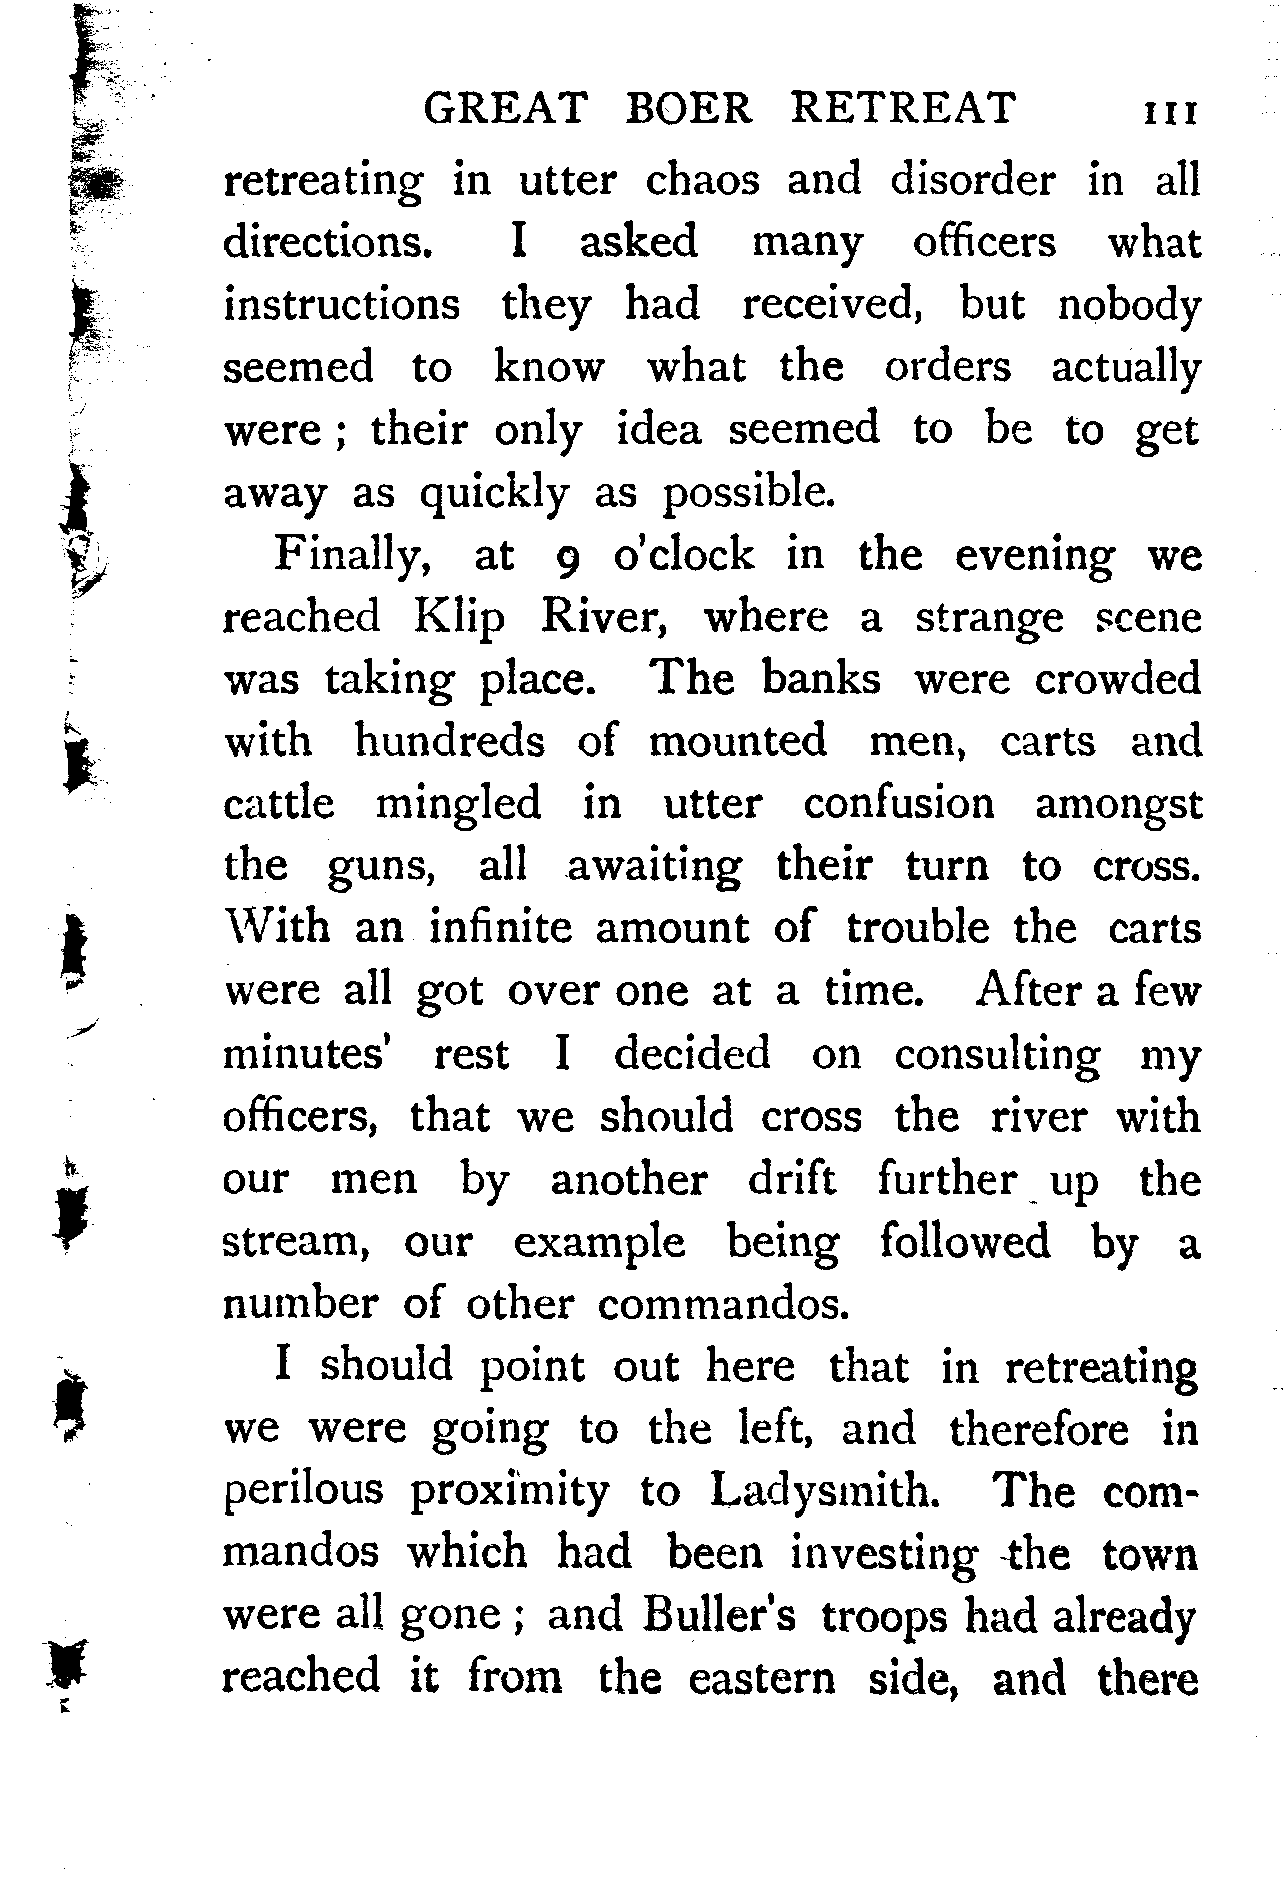 GREAT BOER RETREAT 111
retreating in utter chaos and disorder in all
directions. I asked many officers what
instructions they had received, but nobody
seemed to know what the orders actually
were ; their only idea seemed to be to get
away as quickly as possible.
Finally, at 9 o'clock in the evening we
reached Klip River, where a strange scene
was taking place. The banks were crowded
with hundreds of mounted men, carts and
cattle mingled in utter confusion amongst
the guns, all awaiting their turn to cross.
With an infinite amount of trouble the carts
were all got over one at a time. After a few
minutes' rest I decided on consulting my
officers, that we should cross the river with
our men by another drift further up the
stream, our example being followed by a
number of other commandos.
I should point out here that in retreating
we were going to the left, and therefore in
perilous proximity to Ladysmith. The com-
mandos which had been investing the town
were all gone ; and Buller's troops had already
reached it from the eastern side, and there